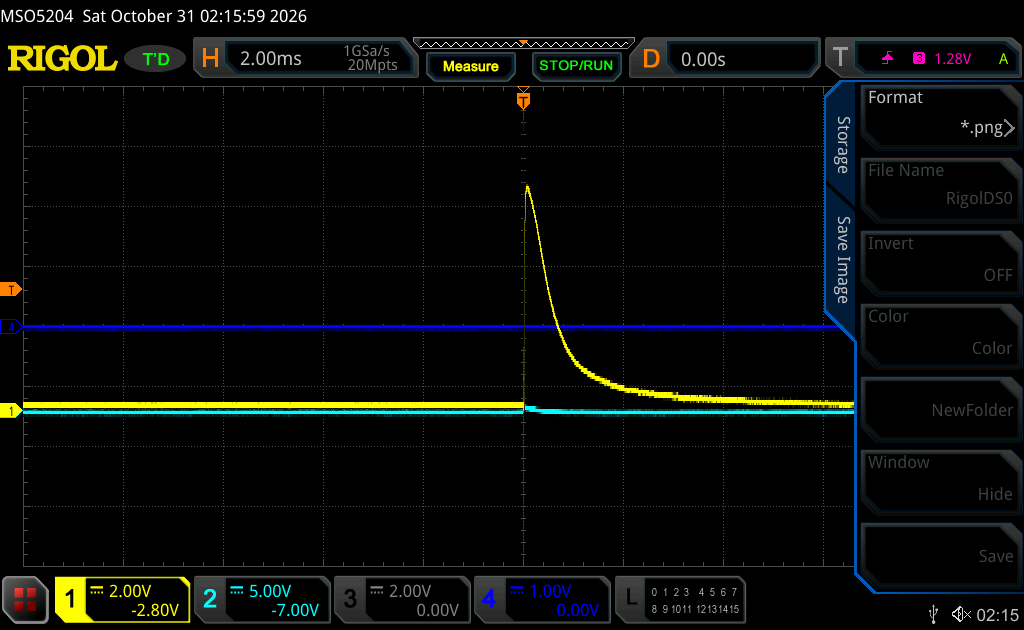 MSO5204 Sat October 31 02:15:59 2026
RIGOL T'D H 2.00ms 1GSa/s 20Mpts Measure STOP/RUN D 0.00s T 3 1.28V A
T
Storage
Save Image
Format
*.png
File Name
RigolDS0
Invert
OFF
Color
Color
NewFolder
Window
Hide
Save
T
4
1
1 2.00V -2.80V
2 5.00V -7.00V
3 2.00V 0.00V
4 1.00V 0.00V
L 0 1 2 3 4 5 6 7
8 9 10 11 12 13 14 15
02:15